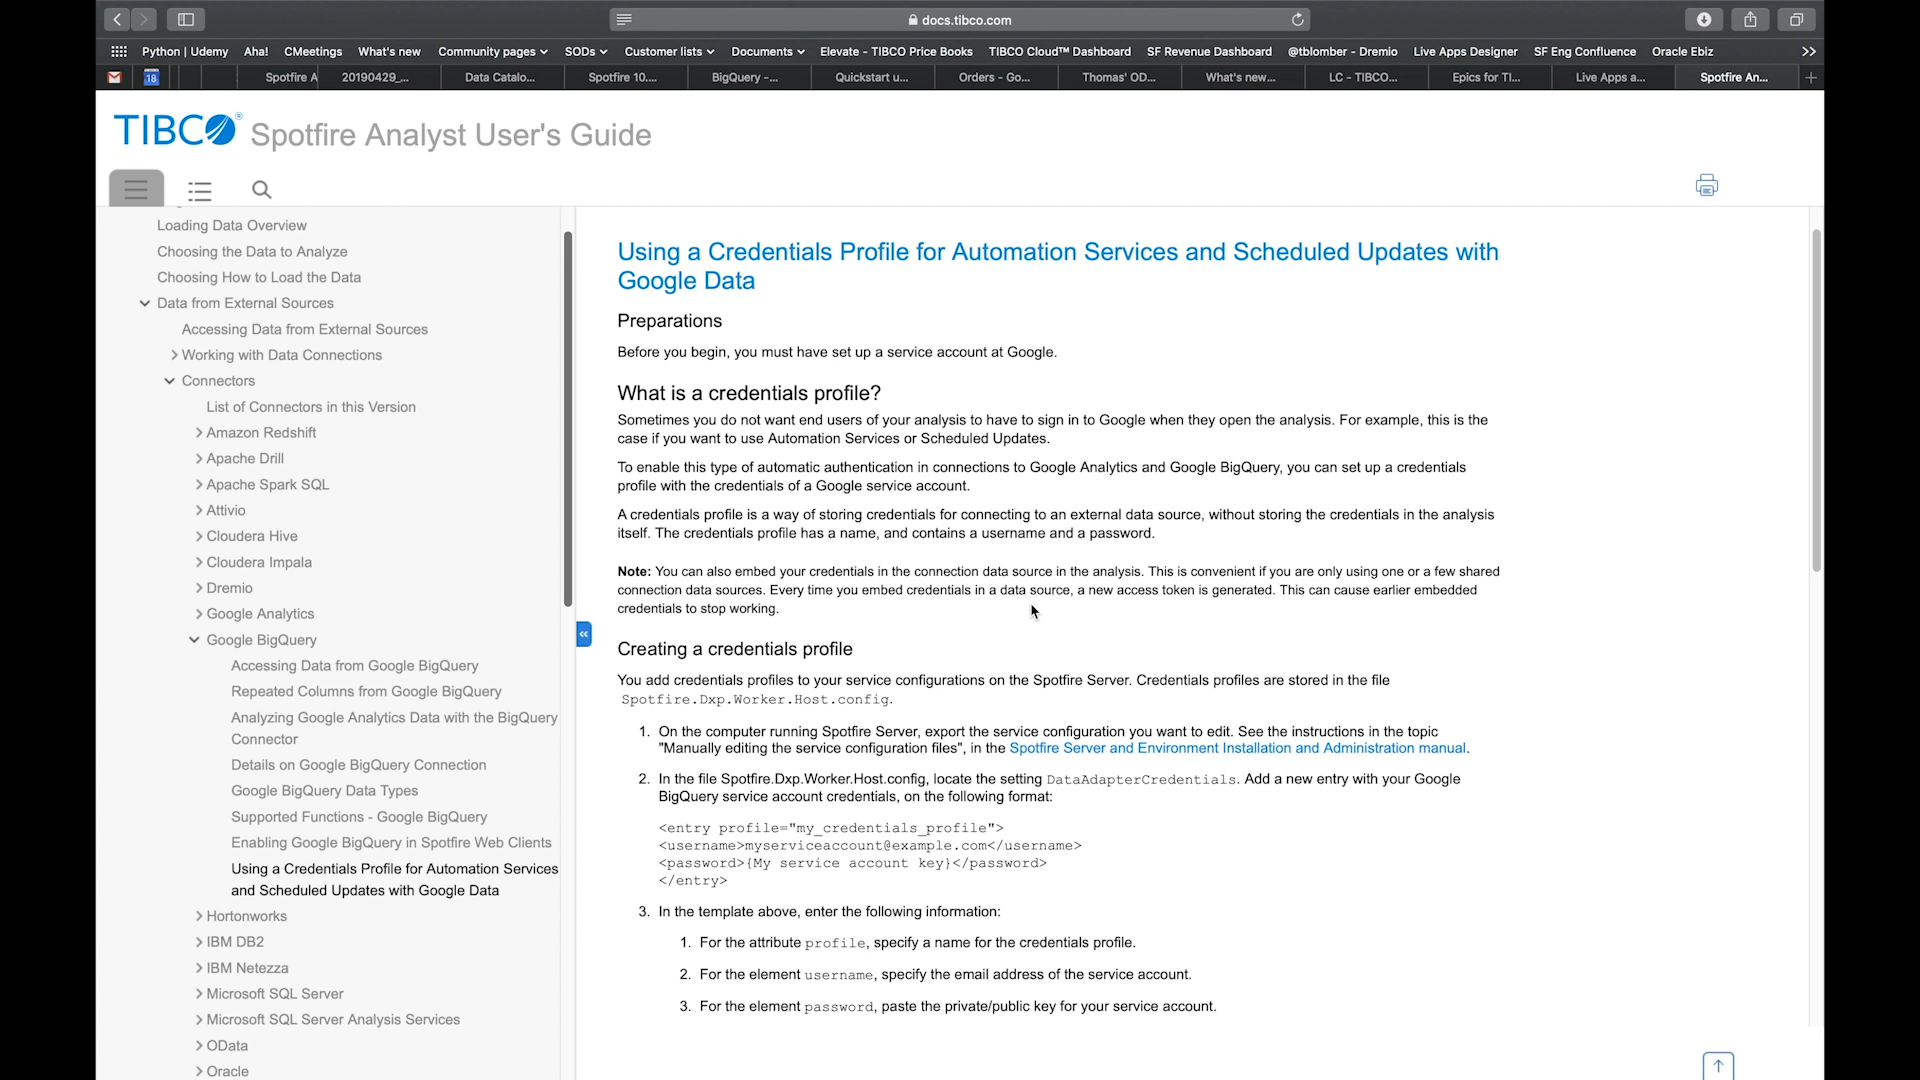 docs.tibco.com
Python | Udemy Aha! CMeetings What's new Community pages SODs Customer lists Documents Elevate - TIBCO Price Books TIBCO Cloud™ Dashboard SF Revenue Dashboard @tblomber - Dremio Live Apps Designer SF Eng Confluence Oracle Ebiz
18 Spotfire A 20190429_... Data Catalo... Spotfire 10.... BigQuery -... Quickstart u... Orders - Go... Thomas' OD... What's new... LC - TIBCO... Epics for TI... Live Apps a... Spotfire An...
TIBCO® Spotfire Analyst User's Guide
Loading Data Overview
Choosing the Data to Analyze
Choosing How to Load the Data
Data from External Sources
Accessing Data from External Sources
Working with Data Connections
Connectors
List of Connectors in this Version
Amazon Redshift
Apache Drill
Apache Spark SQL
Attivio
Cloudera Hive
Cloudera Impala
Dremio
Google Analytics
Google BigQuery
Accessing Data from Google BigQuery
Repeated Columns from Google BigQuery
Analyzing Google Analytics Data with the BigQuery
Connector
Details on Google BigQuery Connection
Google BigQuery Data Types
Supported Functions - Google BigQuery
Enabling Google BigQuery in Spotfire Web Clients
Using a Credentials Profile for Automation Services
and Scheduled Updates with Google Data
Hortonworks
IBM DB2
IBM Netezza
Microsoft SQL Server
Microsoft SQL Server Analysis Services
OData
Oracle
Using a Credentials Profile for Automation Services and Scheduled Updates with
Google Data
Preparations
Before you begin, you must have set up a service account at Google.
What is a credentials profile?
Sometimes you do not want end users of your analysis to have to sign in to Google when they open the analysis. For example, this is the
case if you want to use Automation Services or Scheduled Updates.
To enable this type of automatic authentication in connections to Google Analytics and Google BigQuery, you can set up a credentials
profile with the credentials of a Google service account.
A credentials profile is a way of storing credentials for connecting to an external data source, without storing the credentials in the analysis
itself. The credentials profile has a name, and contains a username and a password.
Note: You can also embed your credentials in the connection data source in the analysis. This is convenient if you are only using one or a few shared
connection data sources. Every time you embed credentials in a data source, a new access token is generated. This can cause earlier embedded
credentials to stop working.
Creating a credentials profile
You add credentials profiles to your service configurations on the Spotfire Server. Credentials profiles are stored in the file
Spotfire.Dxp.Worker.Host.config.
1. On the computer running Spotfire Server, export the service configuration you want to edit. See the instructions in the topic
"Manually editing the service configuration files", in the Spotfire Server and Environment Installation and Administration manual.
2. In the file Spotfire.Dxp.Worker.Host.config, locate the setting DataAdapterCredentials. Add a new entry with your Google
BigQuery service account credentials, on the following format:
<entry profile="my_credentials_profile">
<username>myserviceaccount@example.com</username>
<password>{My service account key}</password>
</entry>
3. In the template above, enter the following information:
1. For the attribute profile, specify a name for the credentials profile.
2. For the element username, specify the email address of the service account.
3. For the element password, paste the private/public key for your service account.